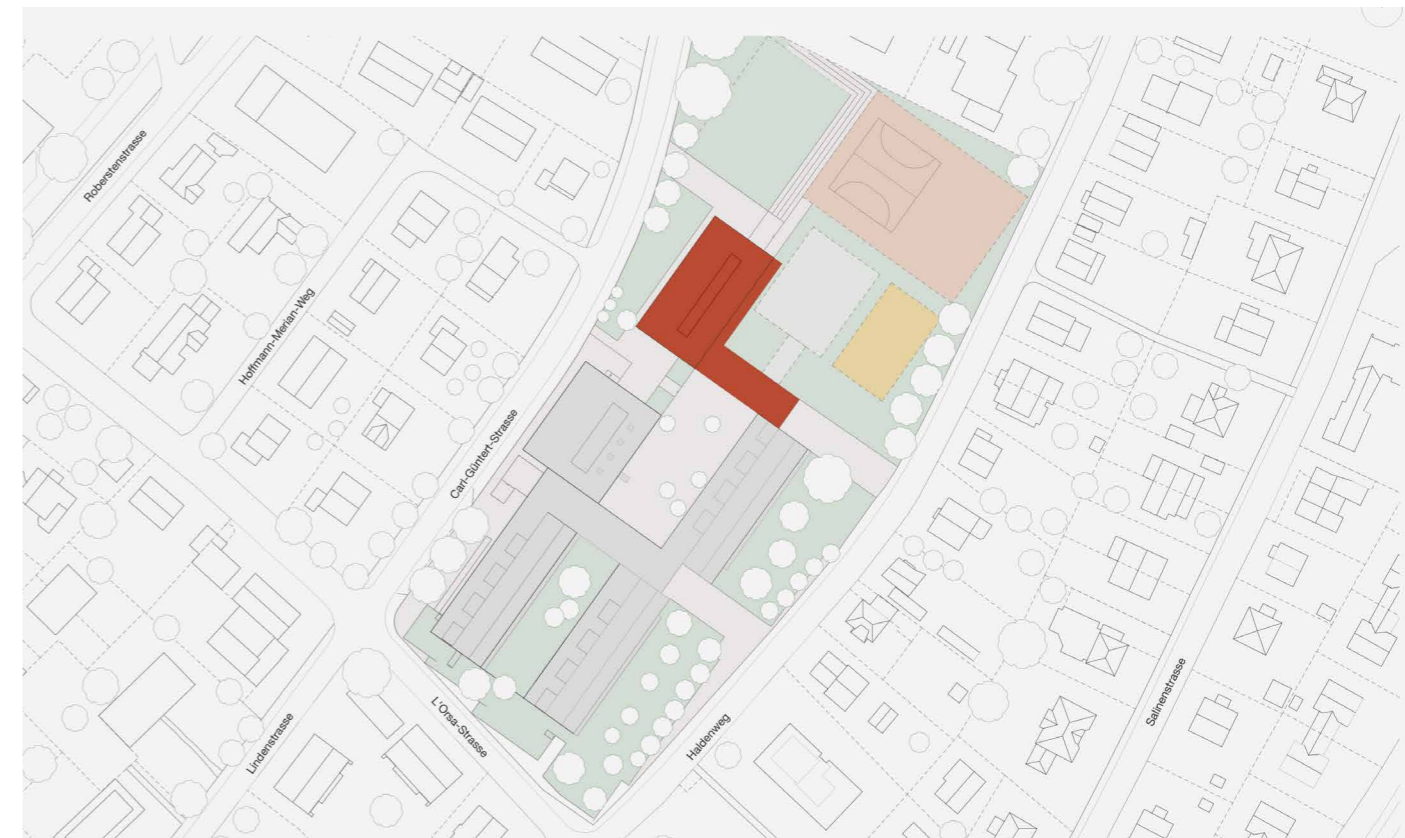 Roberstenstrasse
Hoffmann-Merian-Weg
Carl-Güntert-Strasse
Lindenstrasse
L'Orsa-Strasse
Haldenweg
Salinenstrasse